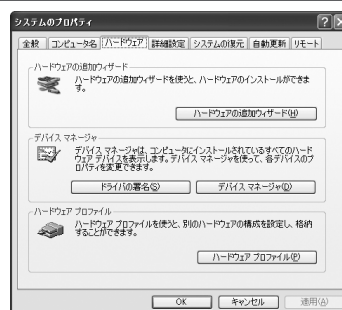 システムのプロパティ
全般 コンピュータ名 ハードウェア 詳細設定 システムの復元 自動更新 リモート
ハードウェアの追加ウィザード
ハードウェアの追加ウィザードを使うと、ハードウェアのインストールができま
す。
ハードウェアの追加ウィザード(H)
デバイス マネージャ
デバイス マネージャは、コンピュータにインストールされているすべてのハード
ウェア デバイスを表示します。デバイス マネージャを使って、各デバイスのプ
ロパティを変更できます。
ドライバの署名(S) デバイス マネージャ(D)
ハードウェア プロファイル
ハードウェア プロファイルを使うと、別のハードウェアの構成を設定し、格納
することができます。
ハードウェア プロファイル(P)
OK キャンセル 適用(A)